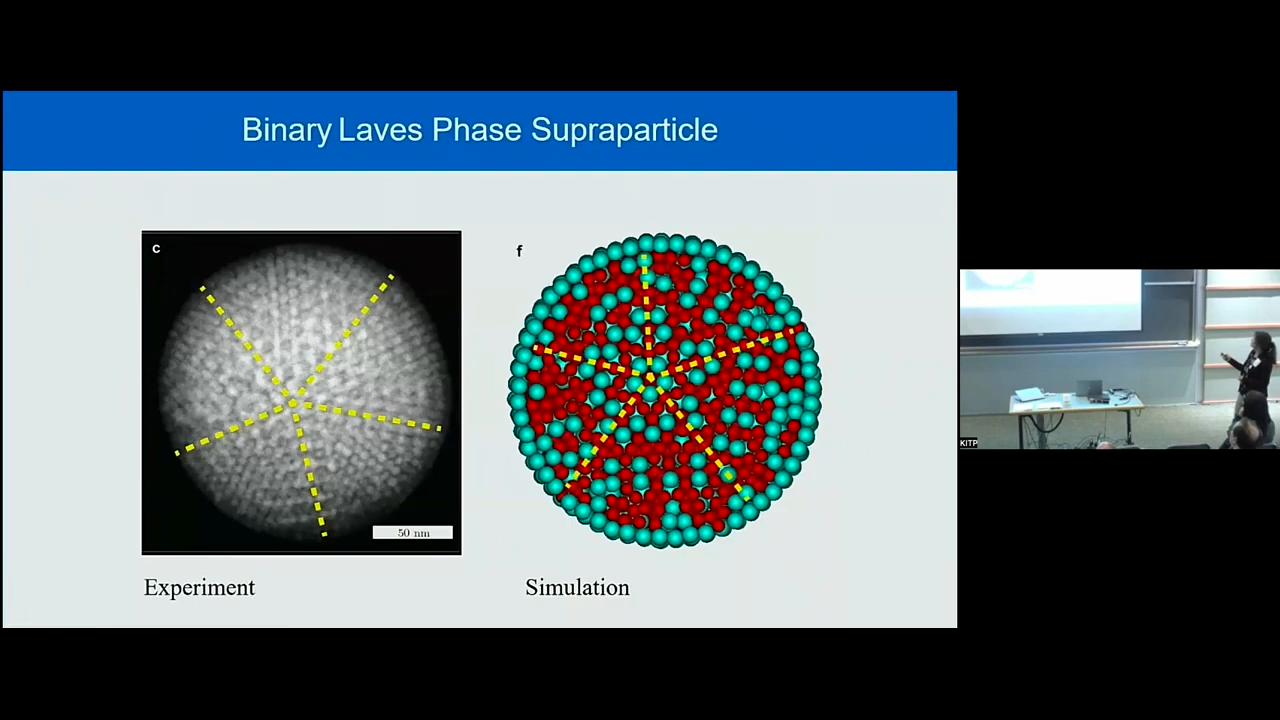 Binary Laves Phase Supraparticle
c
f
50 nm
Experiment
Simulation
KITP